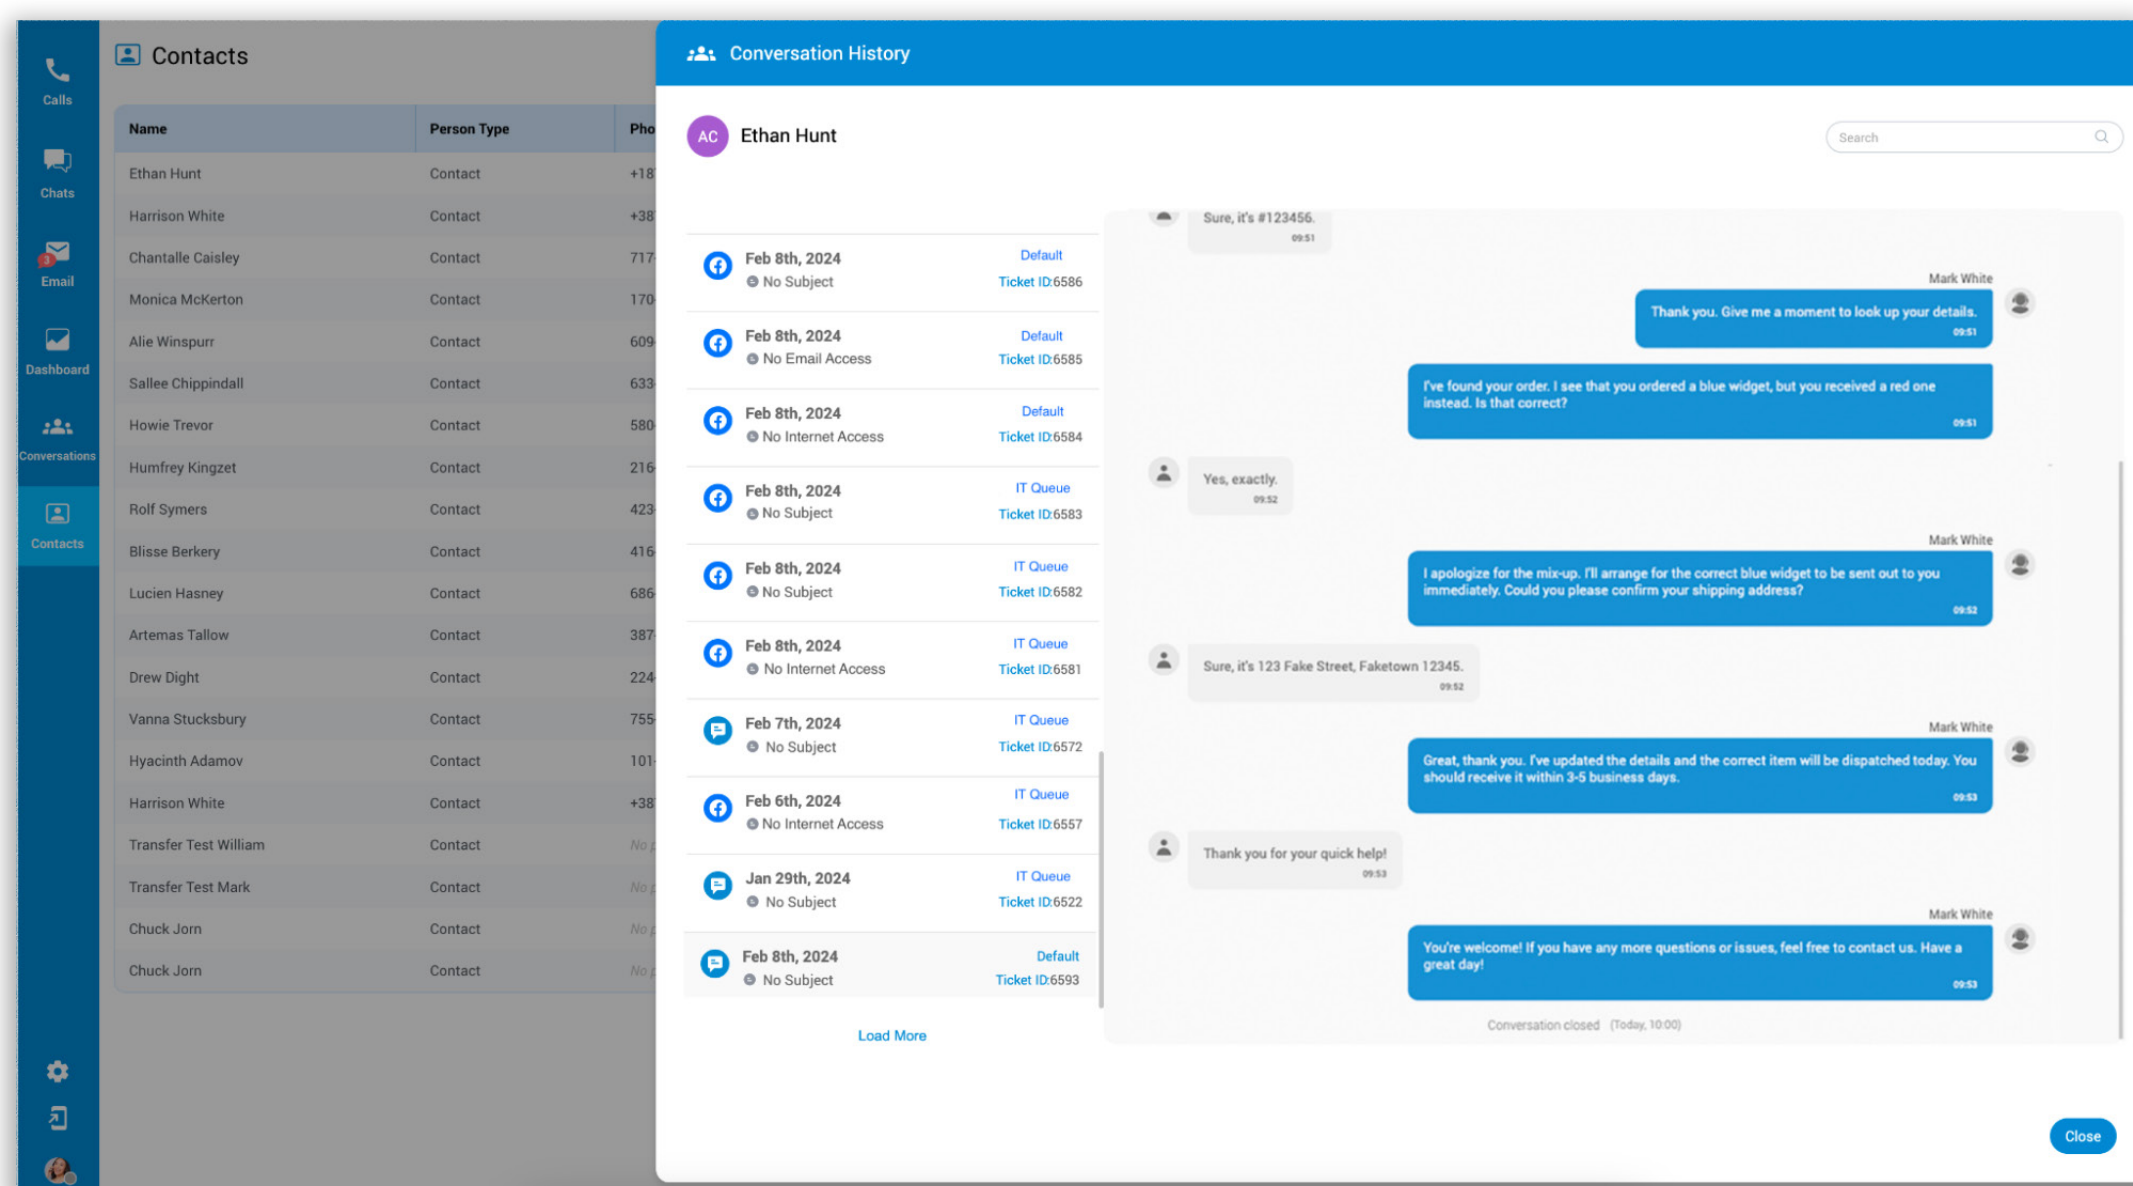 Calls
Chats
3
Email
Dashboard
Conversations
Contacts
Contacts
Name Person Type Pho
Ethan Hunt Contact +18
Harrison White Contact +38
Chantalle Caisley Contact 717-
Monica McKerton Contact 170-
Alie Winspurr Contact 609-
Sallee Chippindall Contact 633-
Howie Trevor Contact 580-
Humfrey Kingzet Contact 216-
Rolf Symers Contact 423-
Blisse Berkery Contact 416-
Lucien Hasney Contact 686-
Artemas Tallow Contact 387-
Drew Dight Contact 224-
Vanna Stucksbury Contact 755-
Hyacinth Adamov Contact 101-
Harrison White Contact +38
Transfer Test William Contact No p
Transfer Test Mark Contact No p
Chuck Jorn Contact No p
Chuck Jorn Contact No p
Conversation History
AC Ethan Hunt
Search
Feb 8th, 2024 Default
No Subject Ticket ID:6586
Feb 8th, 2024 Default
No Email Access Ticket ID:6585
Feb 8th, 2024 Default
No Internet Access Ticket ID:6584
Feb 8th, 2024 IT Queue
No Subject Ticket ID:6583
Feb 8th, 2024 IT Queue
No Subject Ticket ID:6582
Feb 8th, 2024 IT Queue
No Internet Access Ticket ID:6581
Feb 7th, 2024 IT Queue
No Subject Ticket ID:6572
Feb 6th, 2024 IT Queue
No Internet Access Ticket ID:6557
Jan 29th, 2024 IT Queue
No Subject Ticket ID:6522
Feb 8th, 2024 Default
No Subject Ticket ID:6593
Load More
Sure, it's #123456.
09:51
Mark White
Thank you. Give me a moment to look up your details.
09:51
I've found your order. I see that you ordered a blue widget, but you received a red one
instead. Is that correct?
09:51
Yes, exactly.
09:52
Mark White
I apologize for the mix-up. I'll arrange for the correct blue widget to be sent out to you
immediately. Could you please confirm your shipping address?
09:52
Sure, it's 123 Fake Street, Faketown 12345.
09:52
Mark White
Great, thank you. I've updated the details and the correct item will be dispatched today. You
should receive it within 3-5 business days.
09:53
Thank you for your quick help!
09:53
Mark White
You're welcome! If you have any more questions or issues, feel free to contact us. Have a
great day!
09:53
Conversation closed (Today, 10:00)
Close